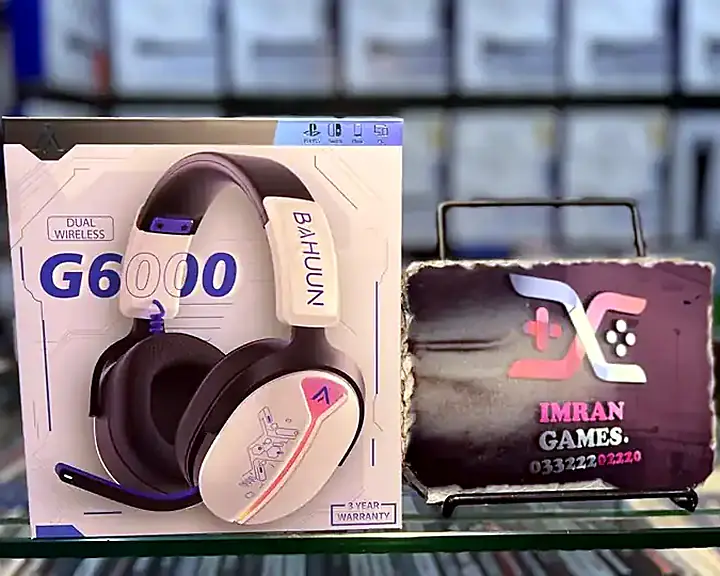 DUAL
WIRELESS
G6000
BAHUUN
3 YEAR
WARRANTY
IMRAN
GAMES.
03322202220